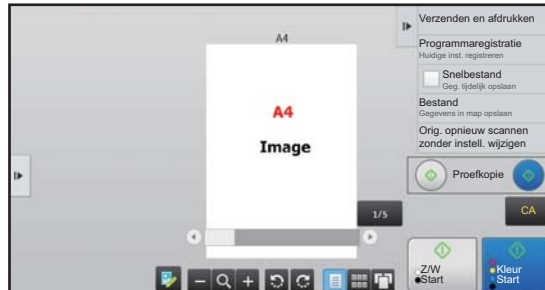 A4
A4
Image
1/5
Verzenden en afdrukken
Programmaregistratie
Huidige inst. registreren
Snelbestand
Geg. tijdelijk opslaan
Bestand
Gegevens in map opslaan
Orig. opnieuw scannen
zonder instell. wijzigen
Proefkopie
CA
Z/W
Start
Kleur
Start